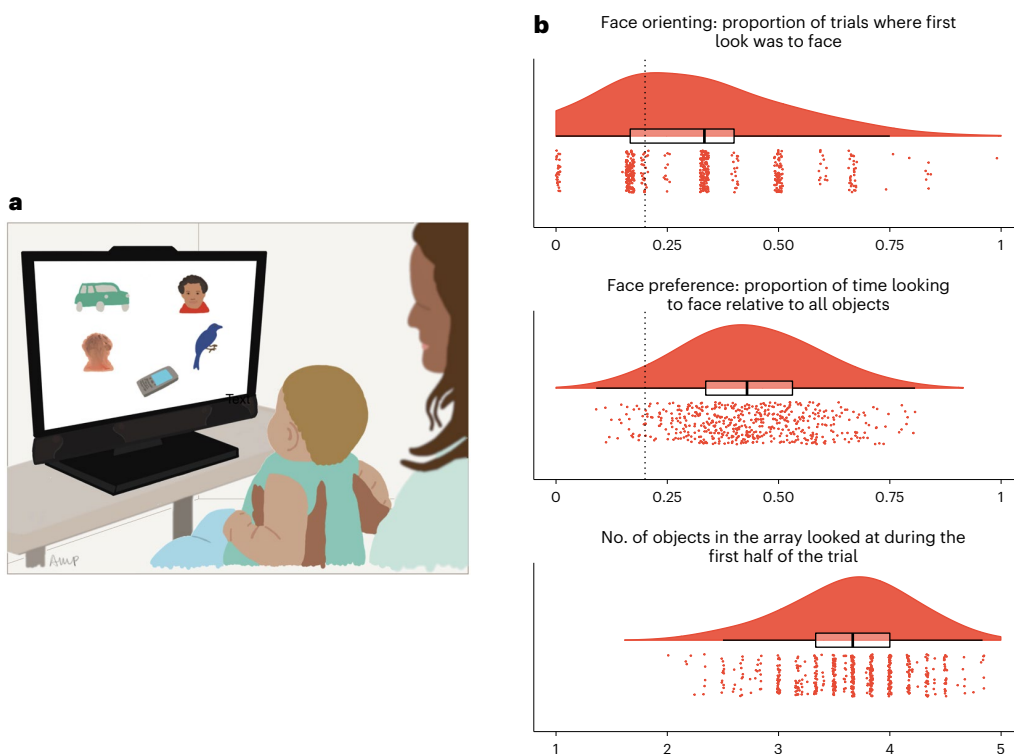 a
Text
Amp
b
Face orienting: proportion of trials where first
look was to face
0 0.25 0.50 0.75 1
Face preference: proportion of time looking
to face relative to all objects
0 0.25 0.50 0.75 1
No. of objects in the array looked at during the
first half of the trial
1 2 3 4 5